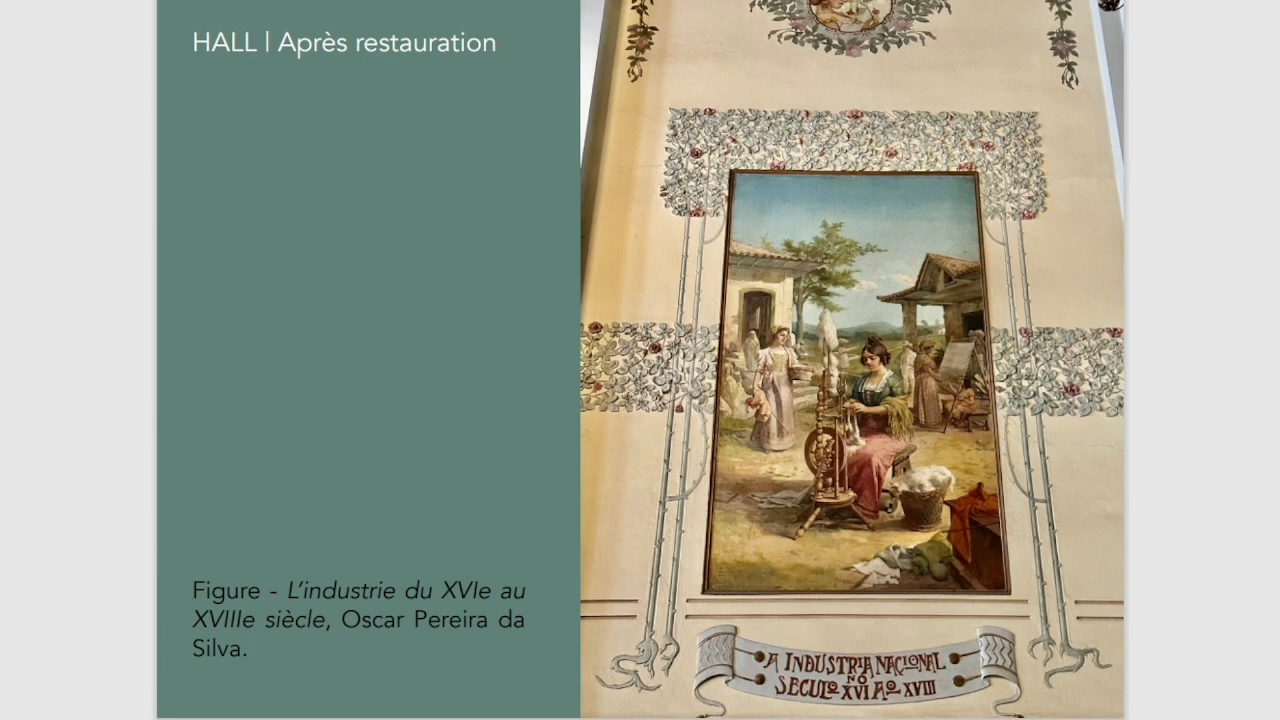 HALL | Après restauration
Figure - L'industrie du XVIe au
XVIIIe siècle, Oscar Pereira da
Silva.
A INDUSTRIA NACIONAL
NO
SECULO XVI AO XVIII